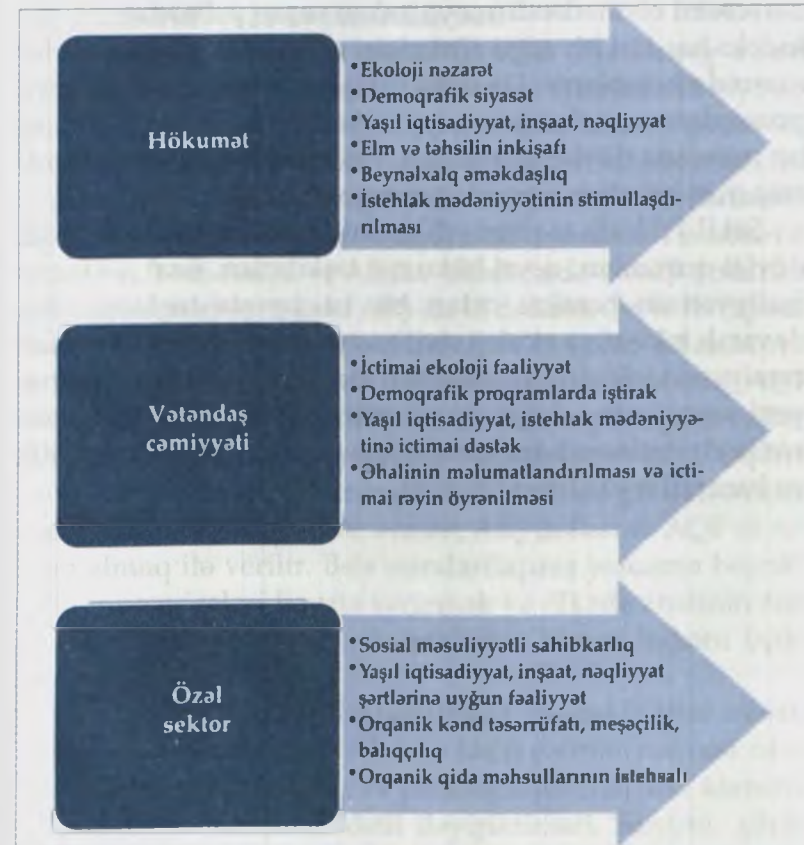 Hökumət
•Ekoloji nəzarət
•Demoqrafik siyasət
•Yaşıl iqtisadiyyat, inşaat, nəqliyyat
•Elm və təhsilin inkişafı
•Beynəlxalq əməkdaşlıq
•İstehlak mədəniyyətinin stimullaşdı-
rılması
Vətəndaş
cəmiyyəti
•İctimai ekoloji fəaliyyət
•Demoqrafik proqramlarda iştirak
•Yaşıl iqtisadiyyat, istehlak mədəniyyə-
tinə ictimai dəstək
•Əhalinin məlumatlandırılması və icti-
mai rəyin öyrənilməsi
Özəl
sektor
•Sosial məsuliyyətli sahibkarlıq
•Yaşıl iqtisadiyyat, inşaat, nəqliyyat
şərtlərinə uyğun fəaliyyət
•Orqanik kənd təsərrüfatı, meşəçilik,
balıqçılıq
•Orqanik qida məhsullarının istehsalı